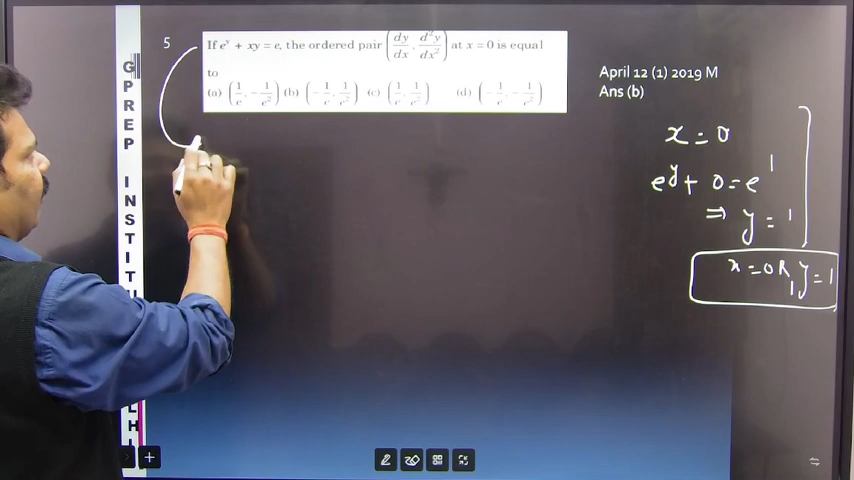 5
If e^y + xy = e, the ordered pair (dy/dx, d²y/dx²) at x = 0 is equal
to
(a) (1/e, -1/e²) (b) (-1/e, 1/e²) (c) (1/e, 1/e²) (d) (-1/e, -1/e²)
April 12 (1) 2019 M
Ans (b)
x = 0
e^y + 0 = e^1
⇒ y = 1
x = 0 & y = 1
G
P
R
E
P
I
N
S
T
I
T
U
L
H